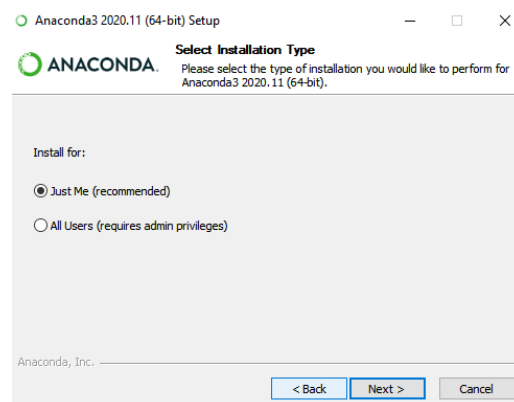 Anaconda3 2020.11 (64-bit) Setup
ANACONDA.
Select Installation Type
Please select the type of installation you would like to perform for
Anaconda3 2020.11 (64-bit).
Install for:
Just Me (recommended)
All Users (requires admin privileges)
Anaconda, Inc.
< Back
Next >
Cancel